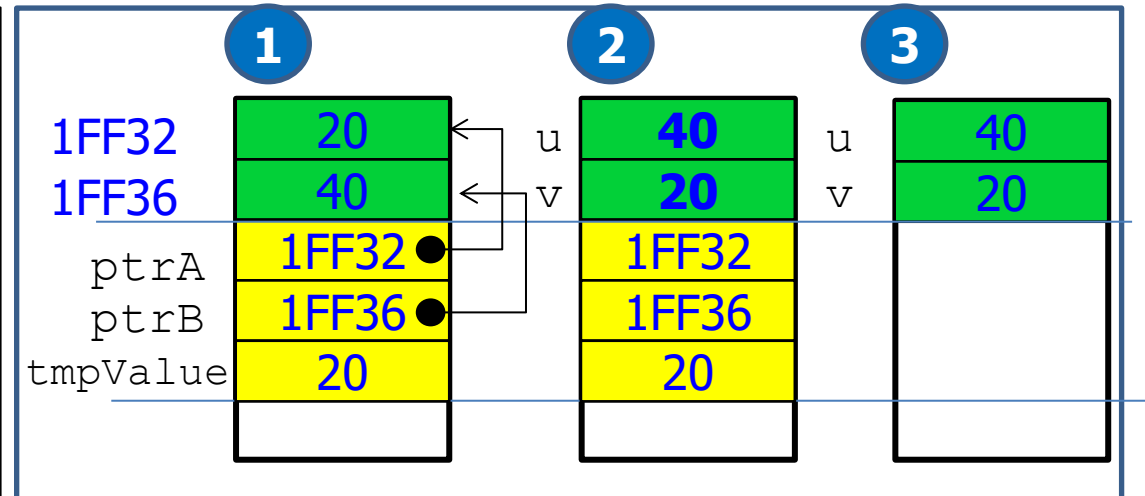 1 2 3
1FF32 20 u 40 u 40
1FF36 40 v 20 v 20
ptrA 1FF32 1FF32
ptrB 1FF36 1FF36
tmpValue 20 20